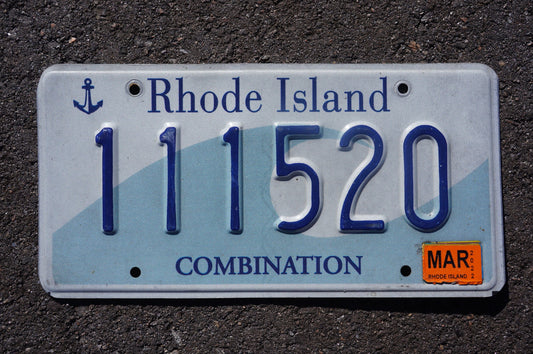 Rhode Island
111520
COMBINATION
MAR
RHODE ISLAND